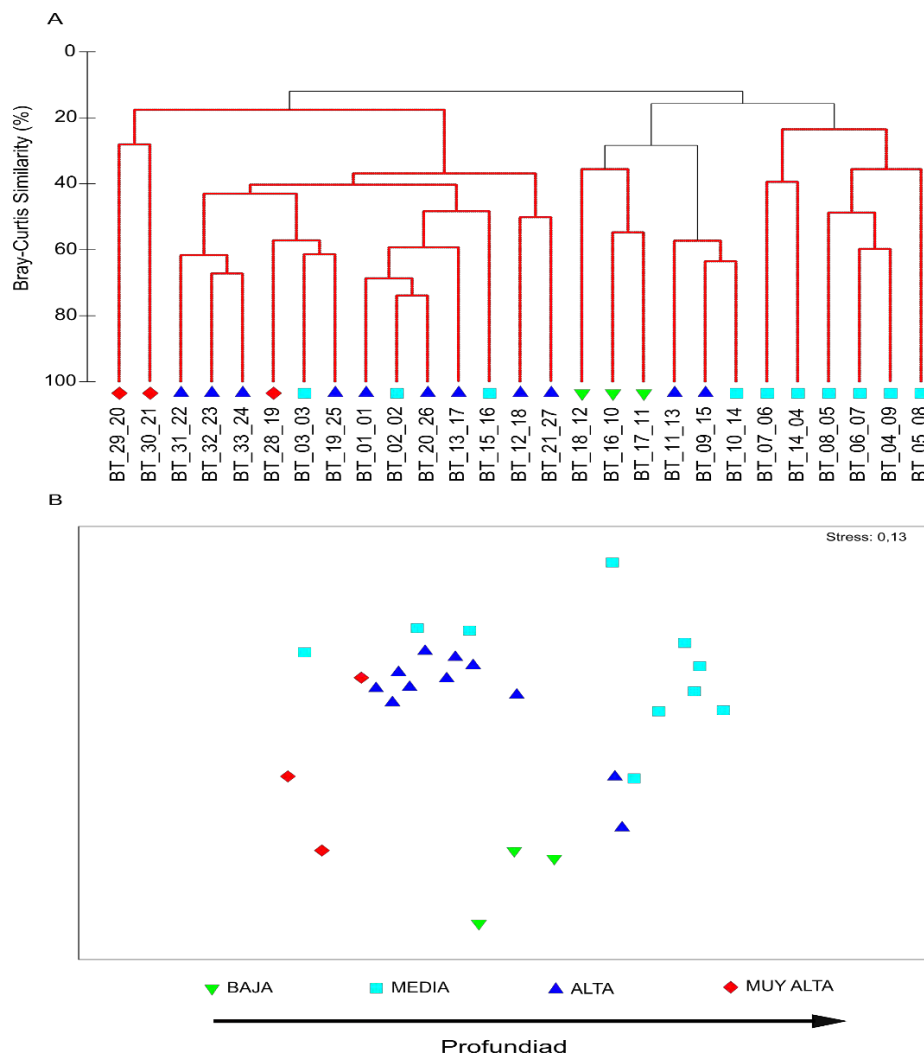 A
Bray-Curtis Similarity (%)
0
20
40
60
80
100
BT_29_20
BT_30_21
BT_31_22
BT_32_23
BT_33_24
BT_28_19
BT_03_03
BT_19_25
BT_01_01
BT_02_02
BT_20_26
BT_13_17
BT_15_16
BT_12_18
BT_21_27
BT_18_12
BT_16_10
BT_17_11
BT_11_13
BT_09_15
BT_10_14
BT_07_06
BT_14_04
BT_08_05
BT_06_07
BT_04_09
BT_05_08
B
Stress: 0,13
BAJA MEDIA ALTA MUY ALTA
Profundiad